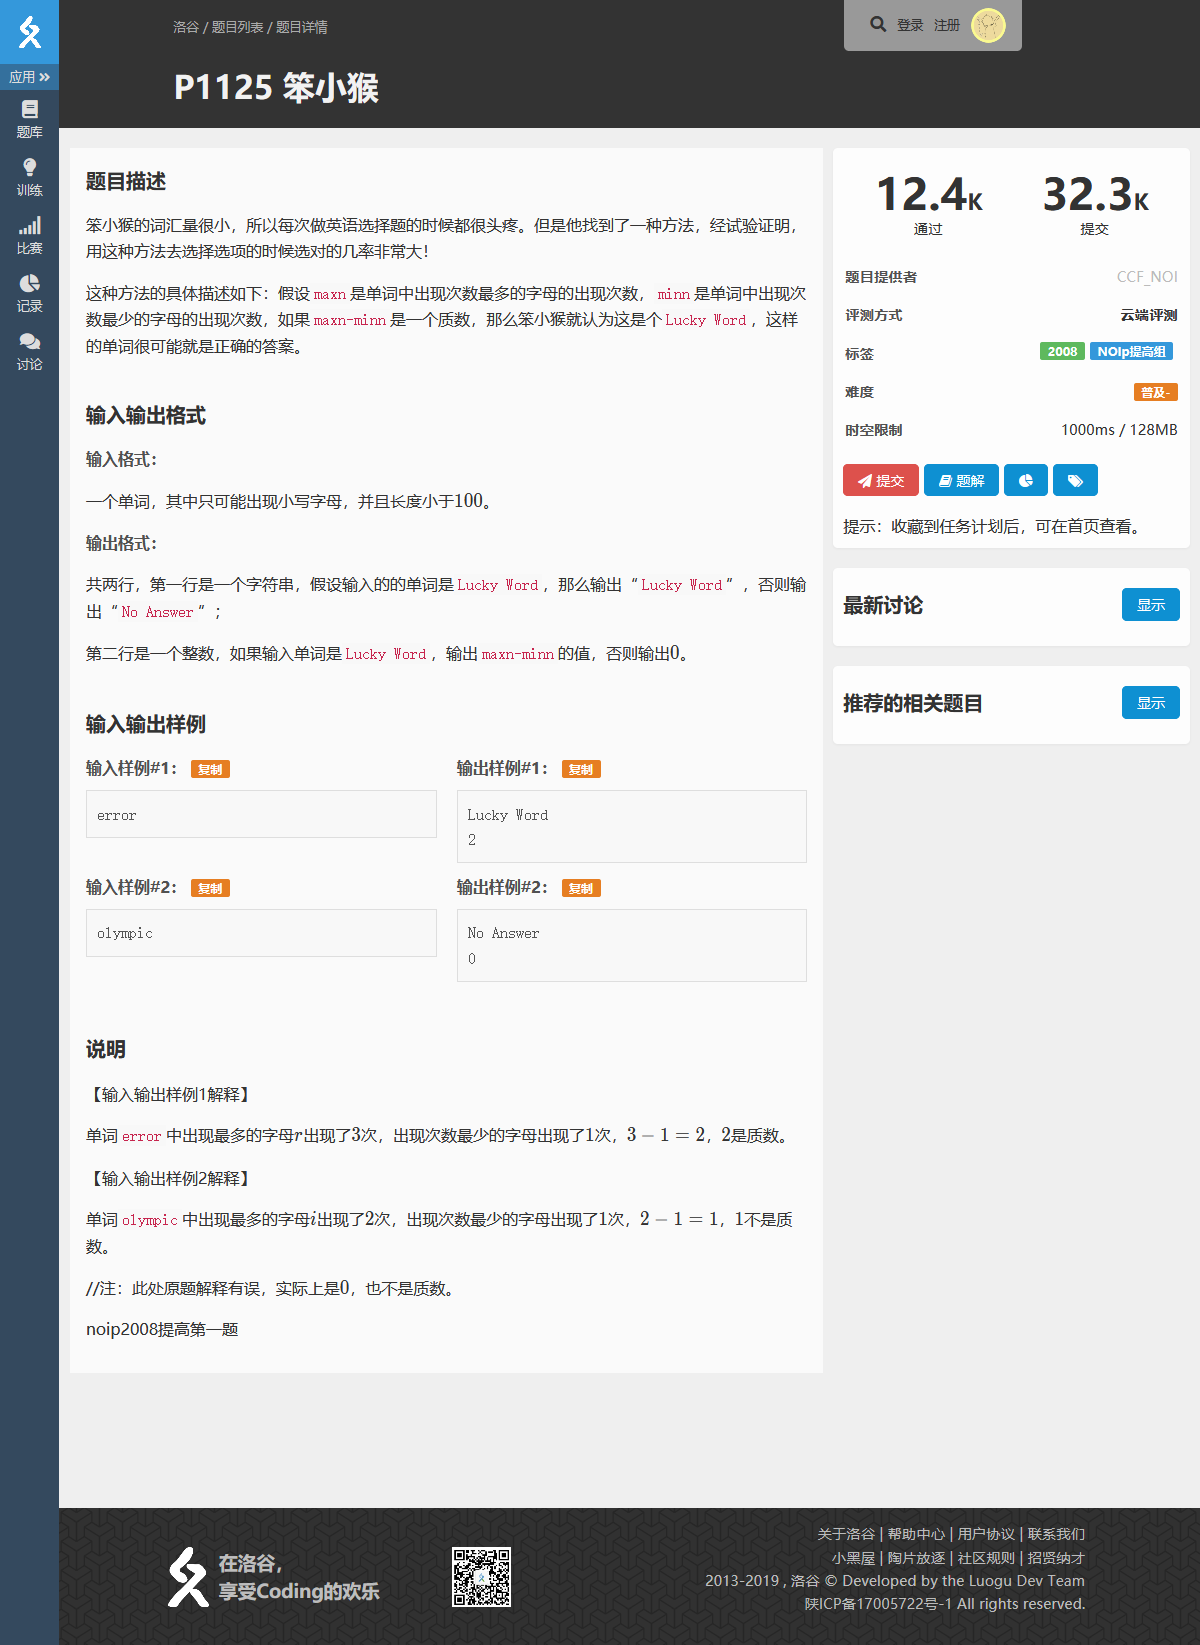 洛谷 / 题目列表 / 题目详情
登录 注册
应用
P1125 笨小猴
题库
训练
比赛
记录
讨论
题目描述
笨小猴的词汇量很小，所以每次做英语选择题的时候都很头疼。但是他找到了一种方法，经试验证明，
用这种方法去选择选项的时候选对的几率非常大！
这种方法的具体描述如下：假设 maxn 是单词中出现次数最多的字母的出现次数， minn 是单词中出现次
数最少的字母的出现次数，如果 maxn-minn 是一个质数，那么笨小猴就认为这是个 Lucky Word ，这样
的单词很可能就是正确的答案。
输入输出格式
输入格式：
一个单词，其中只可能出现小写字母，并且长度小于100。
输出格式：
共两行，第一行是一个字符串，假设输入的的单词是 Lucky Word ，那么输出“ Lucky Word ”，否则输
出“ No Answer ”；
第二行是一个整数，如果输入单词是 Lucky Word ，输出 maxn-minn 的值，否则输出0。
输入输出样例
输入样例#1： 复制
error
输出样例#1： 复制
Lucky Word
2
输入样例#2： 复制
olympic
输出样例#2： 复制
No Answer
0
说明
【输入输出样例1解释】
单词 error 中出现最多的字母r出现了3次，出现次数最少的字母出现了1次，3 − 1 = 2，2是质数。
【输入输出样例2解释】
单词 olympic 中出现最多的字母i出现了2次，出现次数最少的字母出现了1次，2 − 1 = 1，1不是质
数。
//注：此处原题解释有误，实际上是0，也不是质数。
noip2008提高第一题
12.4K 32.3K
通过 提交
题目提供者 CCF_NOI
评测方式 云端评测
标签 2008 NOIp提高组
难度 普及-
时空限制 1000ms / 128MB
提交 题解
提示：收藏到任务计划后，可在首页查看。
最新讨论 显示
推荐的相关题目 显示
在洛谷，
享受Coding的欢乐
关于洛谷 | 帮助中心 | 用户协议 | 联系我们
小黑屋 | 陶片放逐 | 社区规则 | 招贤纳才
2013-2019 , 洛谷 © Developed by the Luogu Dev Team
陕ICP备17005722号-1 All rights reserved.